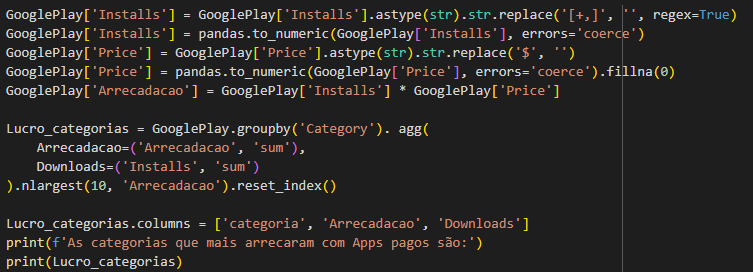 GooglePlay['Installs'] = GooglePlay['Installs'].astype(str).str.replace('[+,]', '', regex=True)
GooglePlay['Installs'] = pandas.to_numeric(GooglePlay['Installs'], errors='coerce')
GooglePlay['Price'] = GooglePlay['Price'].astype(str).str.replace('$', '')
GooglePlay['Price'] = pandas.to_numeric(GooglePlay['Price'], errors='coerce').fillna(0)
GooglePlay['Arrecadacao'] = GooglePlay['Installs'] * GooglePlay['Price']

Lucro_categorias = GooglePlay.groupby('Category'). agg(
    Arrecadacao=('Arrecadacao', 'sum'),
    Downloads=('Installs', 'sum')
).nlargest(10, 'Arrecadacao').reset_index()

Lucro_categorias.columns = ['categoria', 'Arrecadacao', 'Downloads']
print(f'As categorias que mais arrecaram com Apps pagos são:')
print(Lucro_categorias)